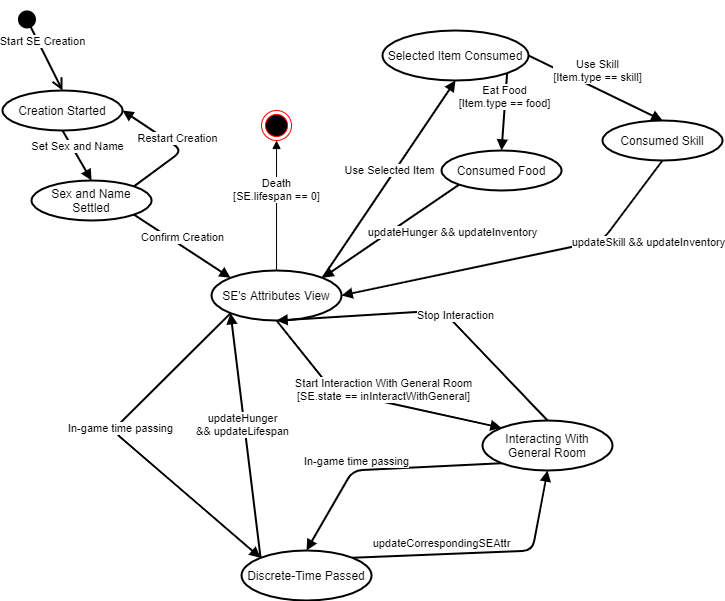 Start SE Creation
Selected Item Consumed
Use Skill
[Item.type == skill]
Eat Food
[Item.type == food]
Creation Started
Restart Creation
Set Sex and Name
Consumed Skill
Use Selected Item
Consumed Food
Death
[SE.lifespan == 0]
Sex and Name
Settled
Confirm Creation
updateHunger && updateInventory
updateSkill && updateInventory
SE's Attributes View
Stop Interaction
Start Interaction With General Room
[SE.state == inInteractWithGeneral]
In-game time passing
updateHunger
&& updateLifespan
Interacting With
General Room
In-game time passing
updateCorrespondingSEAttr
Discrete-Time Passed